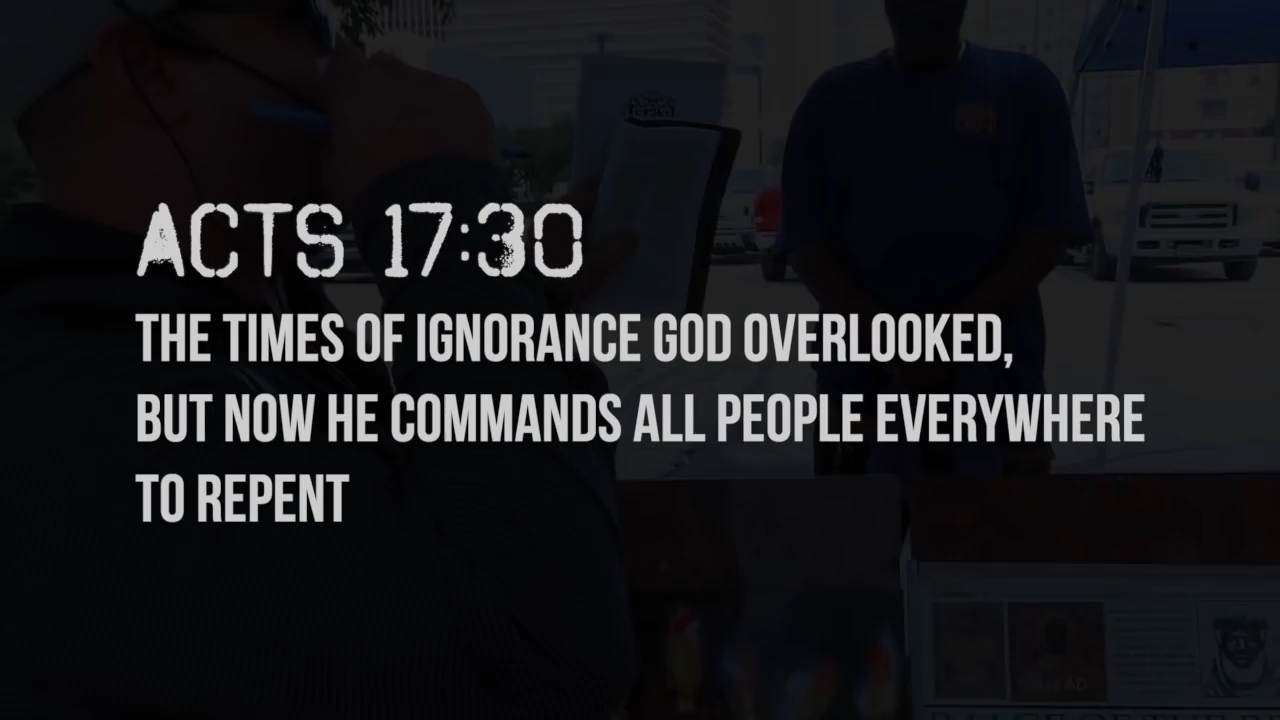 ACTS 17:30
THE TIMES OF IGNORANCE GOD OVERLOOKED,
BUT NOW HE COMMANDS ALL PEOPLE EVERYWHERE
TO REPENT